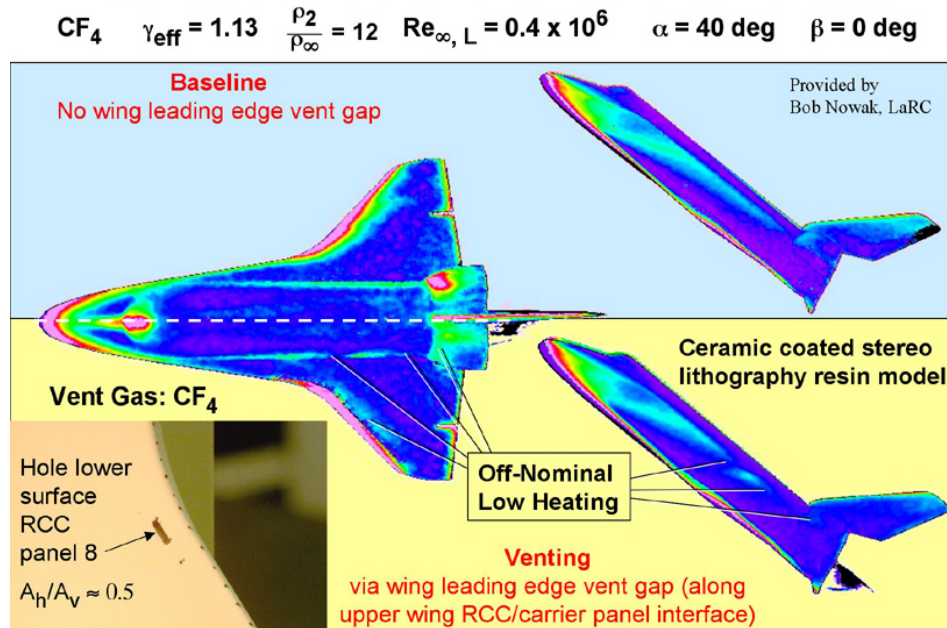 CF₄ γeff = 1.13 ρ₂/ρ∞ = 12 Re∞, L = 0.4 x 10⁶ α = 40 deg β = 0 deg
Baseline
No wing leading edge vent gap
Provided by
Bob Nowak, LaRC
Ceramic coated stereo
lithography resin model
Vent Gas: CF₄
Hole lower
surface
RCC
panel 8
Aₕ/Aᵥ ≈ 0.5
Off-Nominal
Low Heating
Venting
via wing leading edge vent gap (along
upper wing RCC/carrier panel interface)